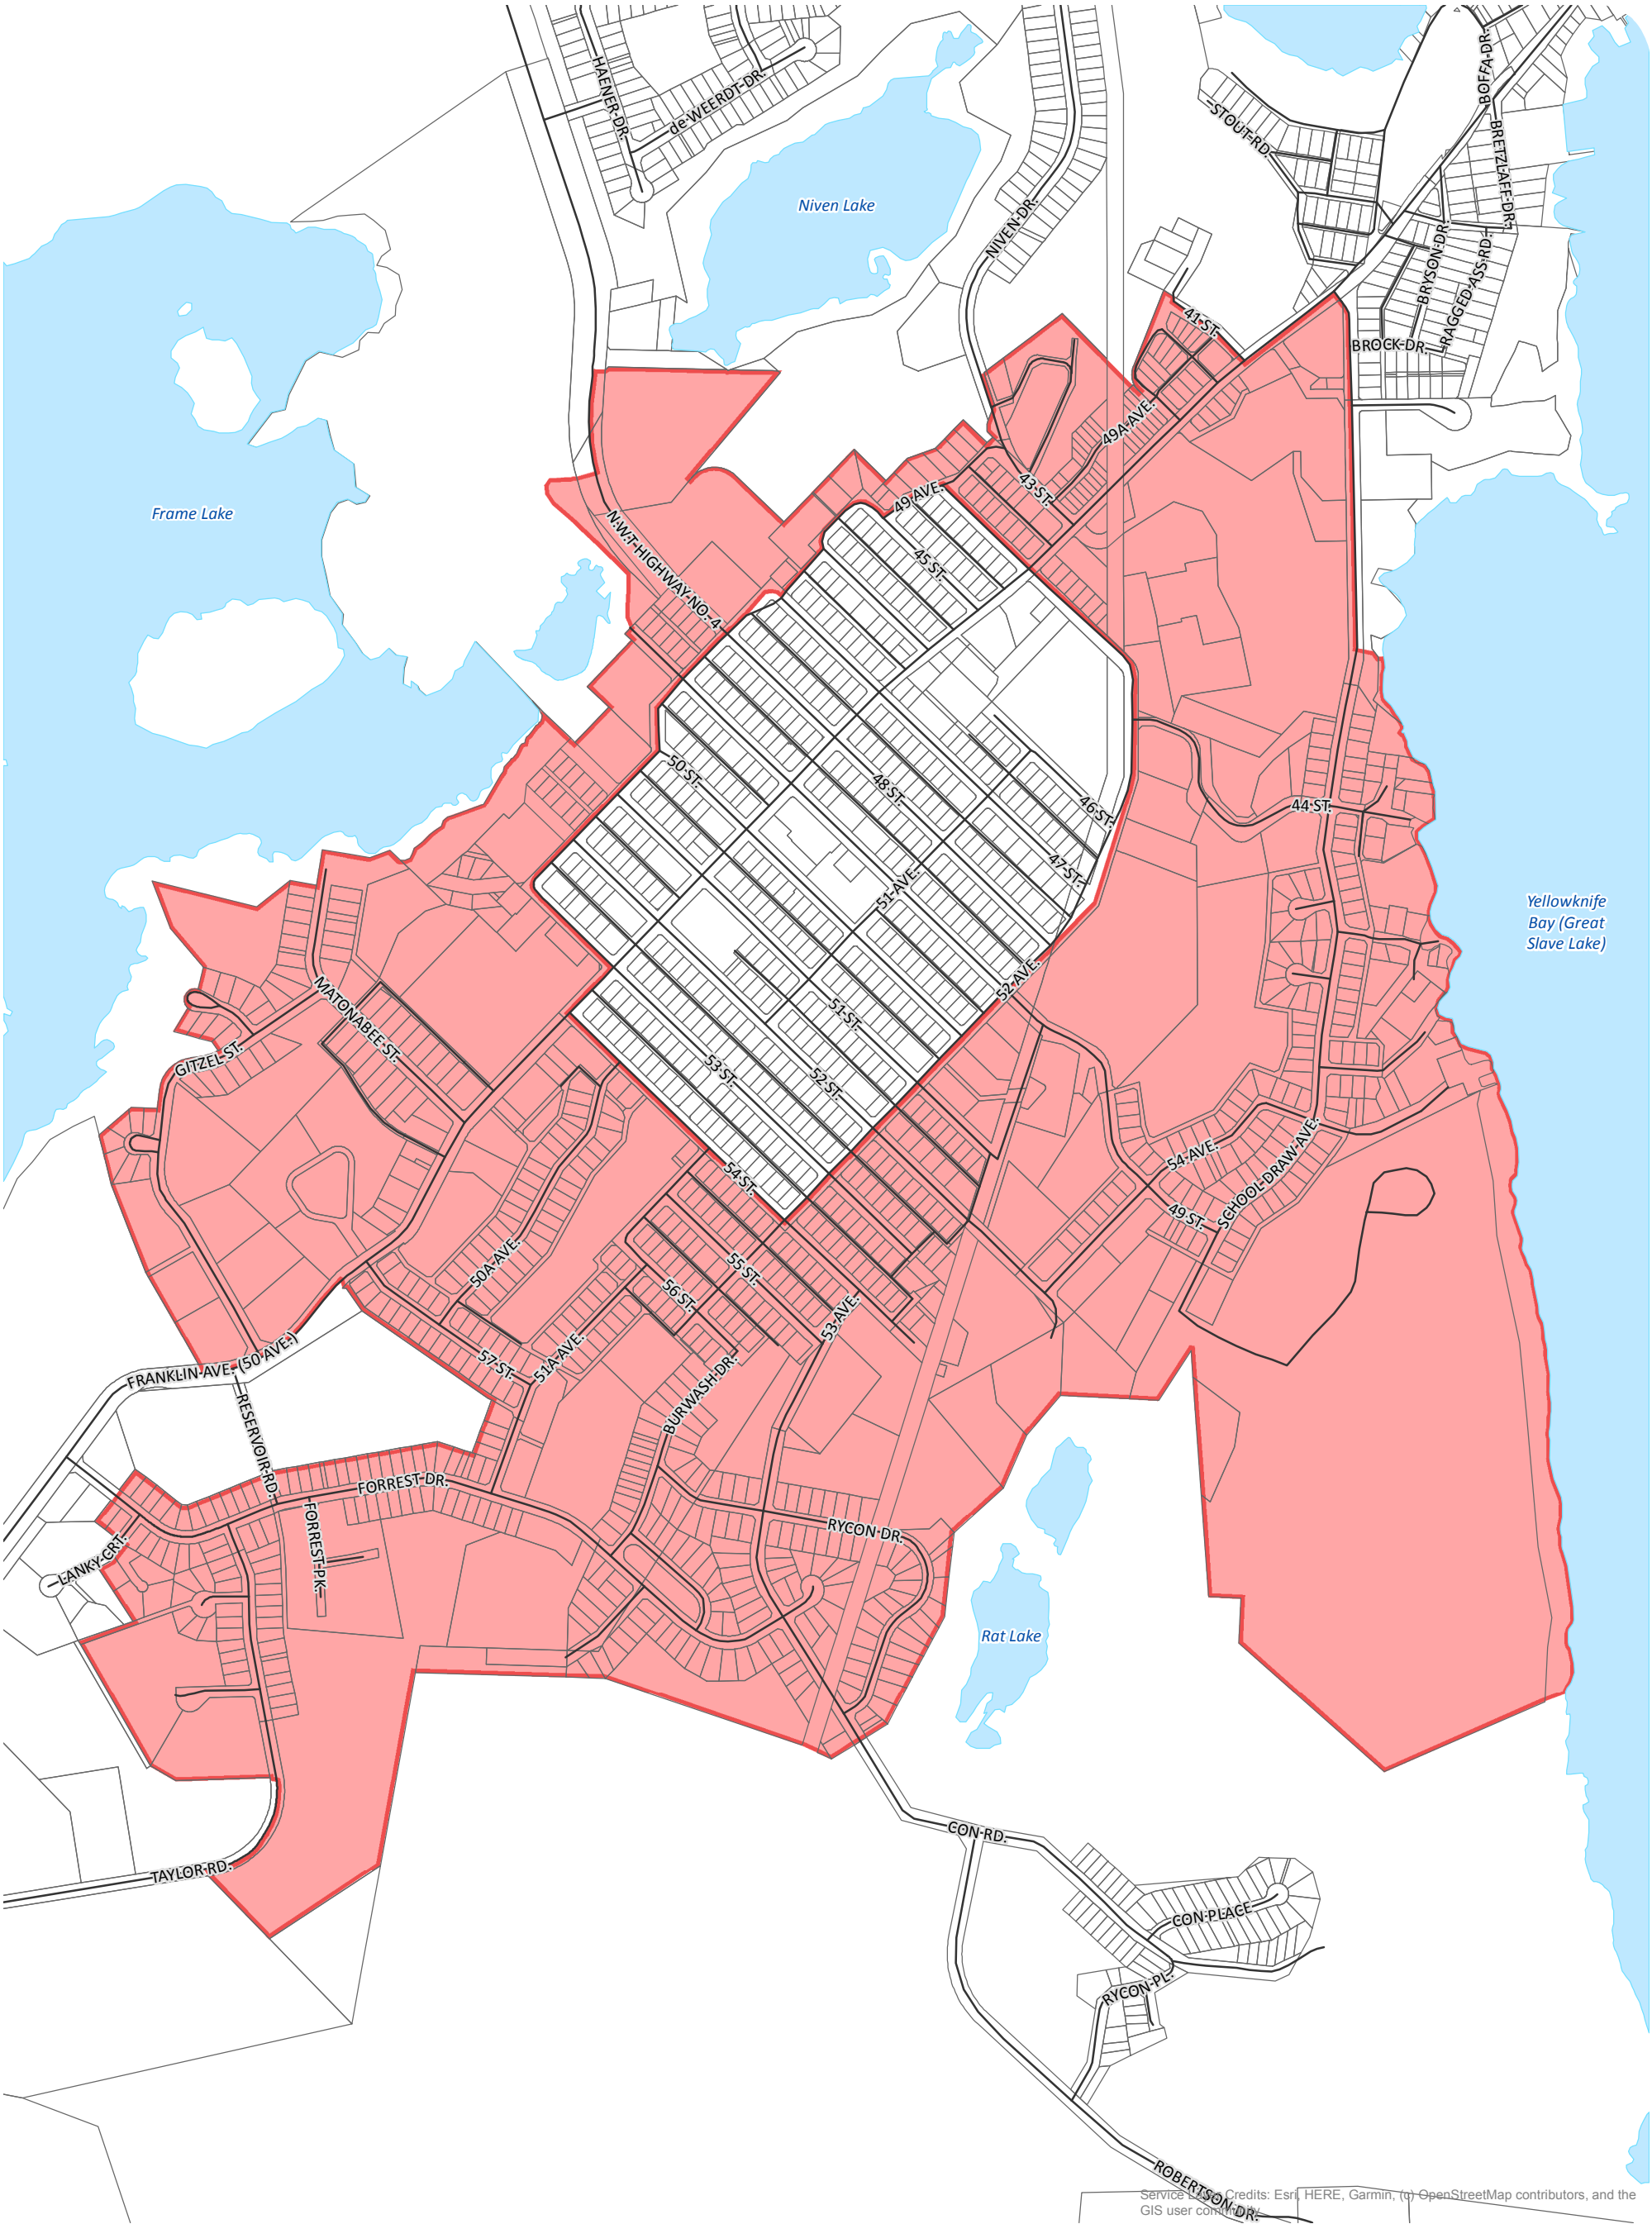 HAENER DR.
de WEERDT DR.
BOFFA DR.
STOUT RD.
BRETZLAFF DR.
Niven Lake
NIVEN DR.
BRYSON DR.
RAGGED ASS RD.
41 ST.
BROCK DR.
49A AVE.
Frame Lake
N.W.T HIGHWAY NO. 4
49 AVE.
43 ST.
45 ST.
50 ST.
48 ST.
46 ST.
44 ST.
47 ST.
51 AVE.
Yellowknife
Bay (Great
Slave Lake)
52 AVE.
MATONABEE ST.
51 ST.
GITZEL ST.
53 ST.
52 ST.
54 AVE.
SCHOOL DRAW AVE.
54 ST.
49 ST.
50A AVE.
55 ST.
56 ST.
53 AVE.
FRANKLIN AVE. (50 AVE.)
57 ST.
51A AVE.
BURWASH DR.
RESERVOIR RD.
FORREST DR.
RYCON DR.
FORREST PK.
LANKY CRT.
Rat Lake
CON RD.
TAYLOR RD.
CON PLACE
RYCON PL.
ROBERTSON DR.
Service Layer Credits: Esri, HERE, Garmin, (c) OpenStreetMap contributors, and the
GIS user community